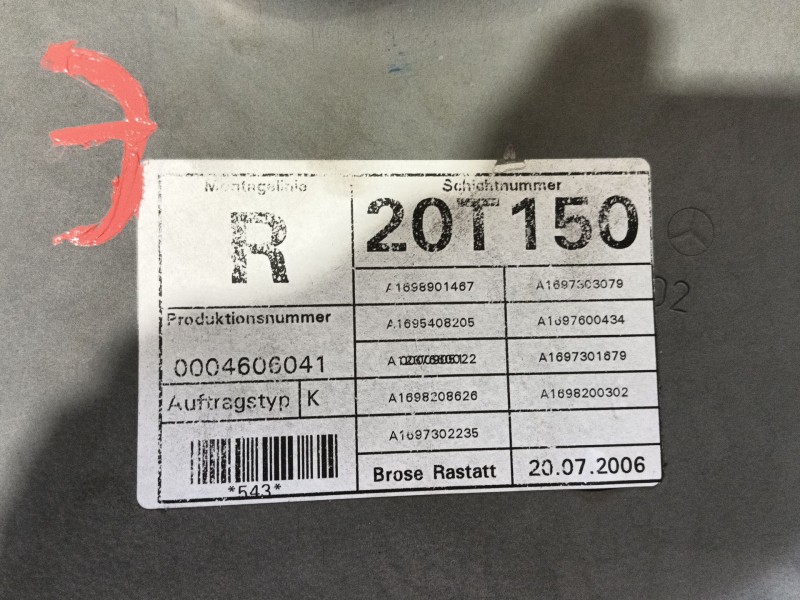 Montagelinie
R
Schichtnummer
20T150
A1698901467
A1697303079
Produktionsnummer
A1695408205
A1697600434
0004606041
A1697301679
Auftragstyp K
A1698208626
A1698200302
A1697302235
*543*
Brose Rastatt
20.07.2006
02